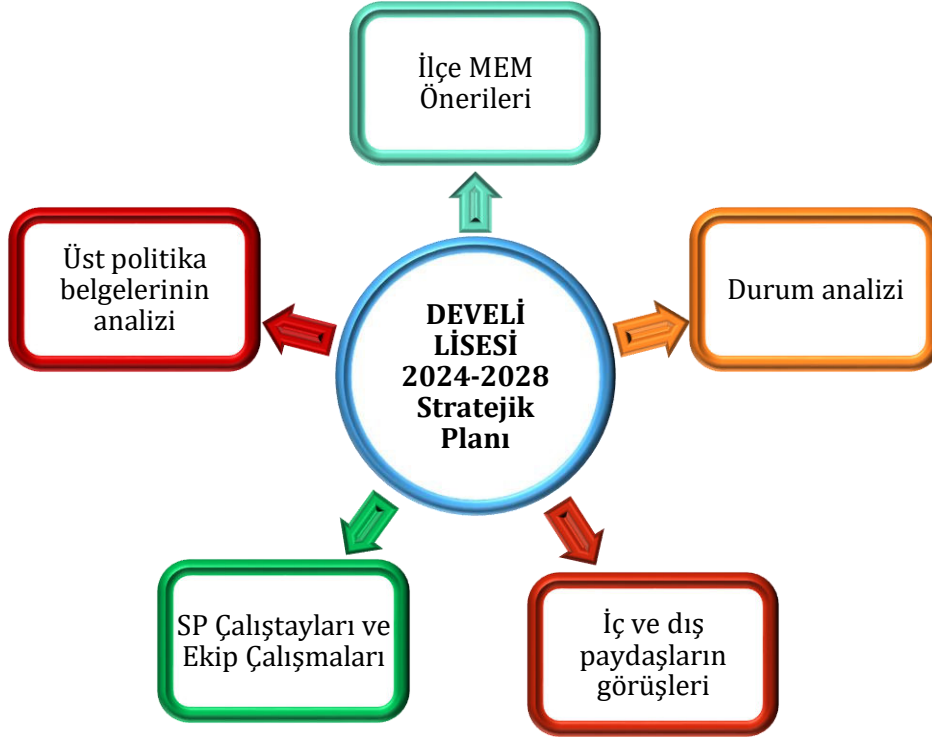 İlçe MEM
Önerileri
Üst politika
belgelerinin
analizi
DEVELİ
LİSESİ
2024-2028
Stratejik
Planı
Durum analizi
SP Çalıştayları ve
Ekip Çalışmaları
İç ve dış
paydaşların
görüşleri